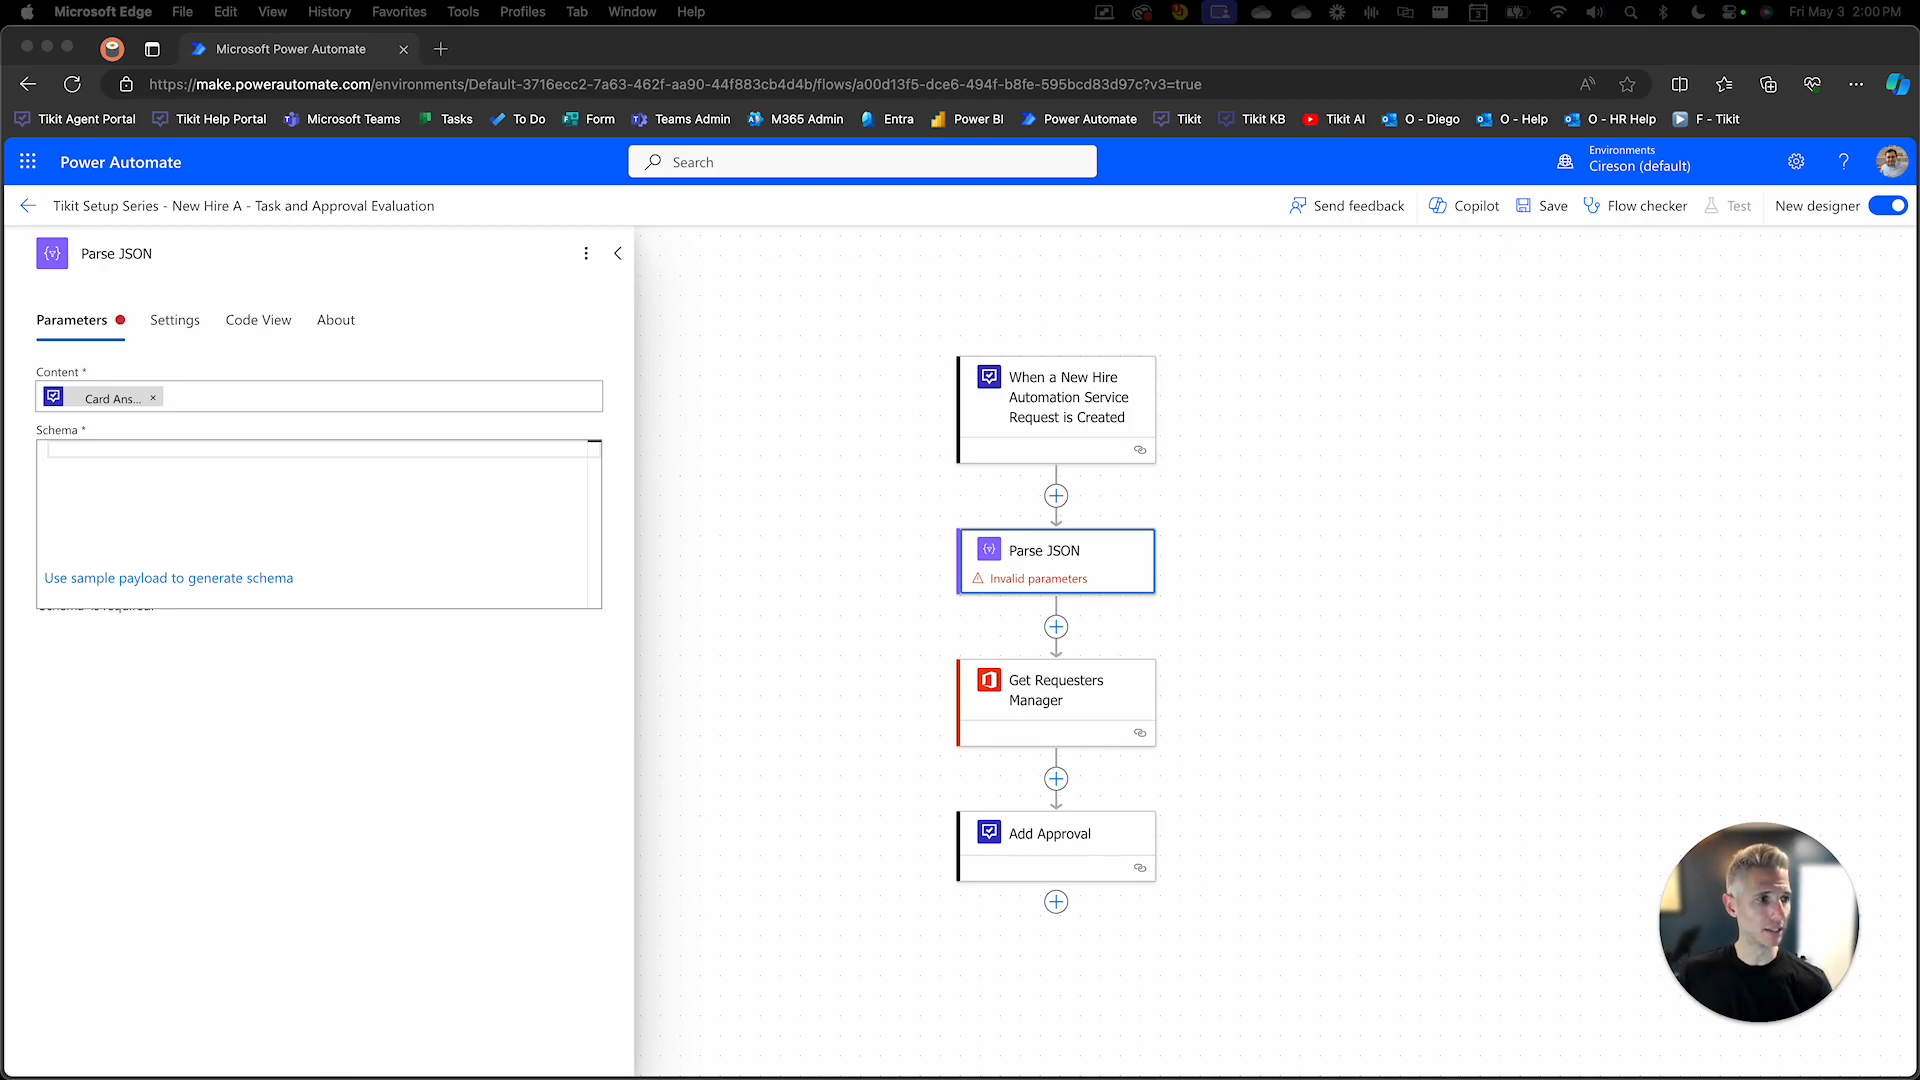 Microsoft Edge File Edit View History Favorites Tools Profiles Tab Window Help
3
Fri May 3 2:00 PM
Microsoft Power Automate
https://make.powerautomate.com/environments/Default-3716ecc2-7a63-462f-aa90-44f883cb4d4b/flows/a00d13f5-dce6-494f-b8fe-595bcd83d97c?v3=true
Tikit Agent Portal Tikit Help Portal Microsoft Teams Tasks To Do Form Teams Admin M365 Admin Entra Power BI Power Automate Tikit Tikit KB Tikit AI O - Diego O - Help O - HR Help F - Tikit
Power Automate
Search
Environments
Cireson (default)
?
Tikit Setup Series - New Hire A - Task and Approval Evaluation
Send feedback Copilot Save Flow checker Test New designer
Parse JSON
Parameters Settings Code View About
Content *
Card Ans... ×
Schema *
Use sample payload to generate schema
When a New Hire
Automation Service
Request is Created
Parse JSON
Invalid parameters
Get Requesters
Manager
Add Approval